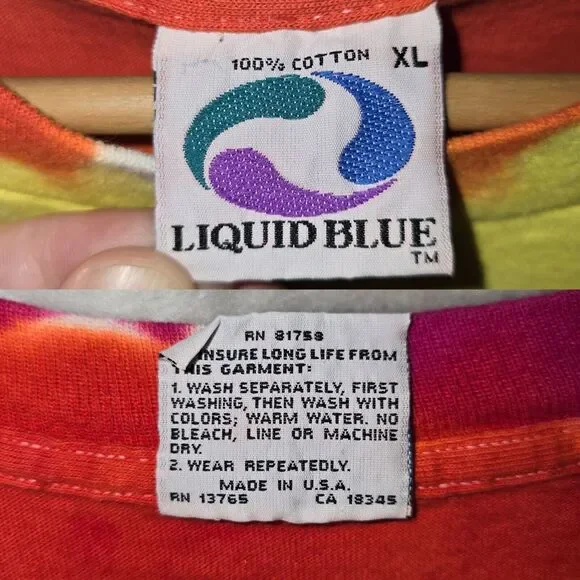 100% COTTON XL
LIQUID BLUE
TM
RN 81758
INSURE LONG LIFE FROM
THIS GARMENT:
1. WASH SEPARATELY, FIRST
WASHING, THEN WASH WITH
COLORS; WARM WATER. NO
BLEACH, LINE OR MACHINE
DRY.
2. WEAR REPEATEDLY.
MADE IN U.S.A.
RN 13765 CA 18345